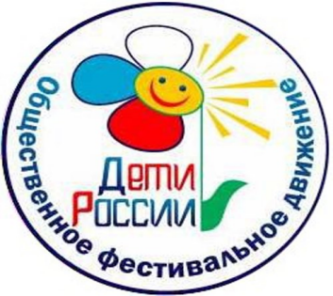 Общественное фестивальное движение
Дети
России